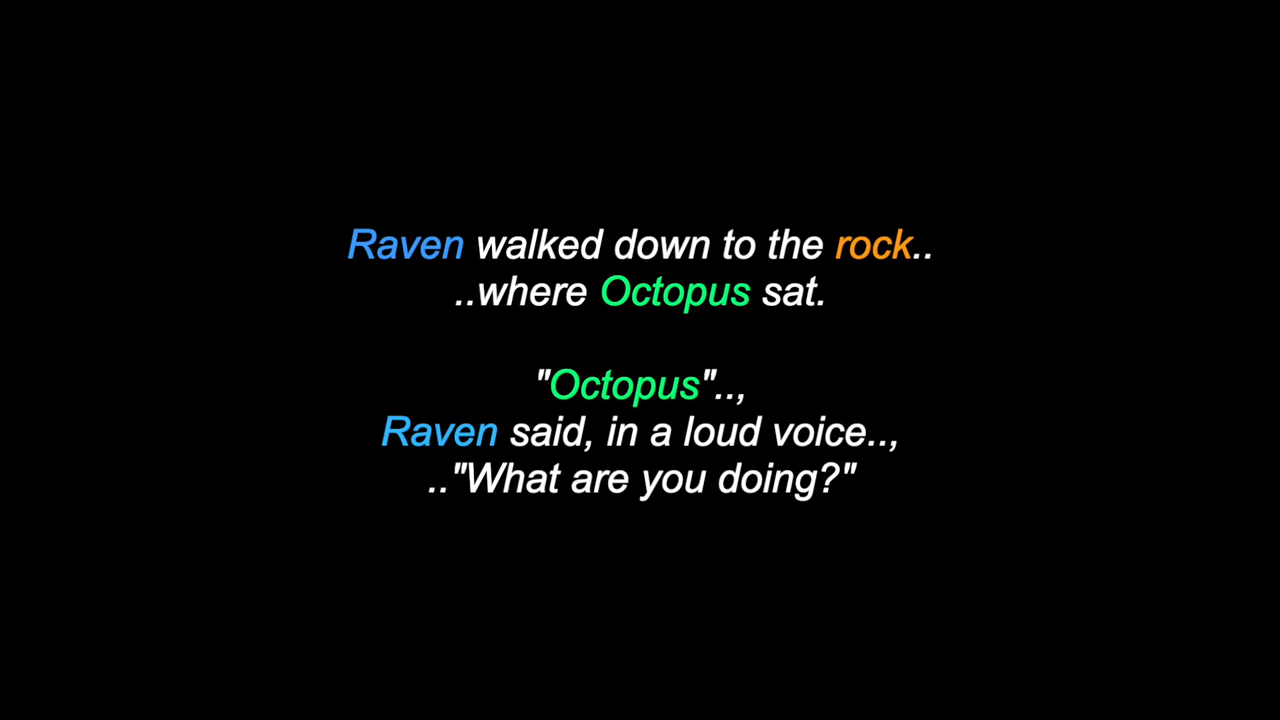 Raven walked down to the rock..
..where Octopus sat.
"Octopus"..,
Raven said, in a loud voice..,
.."What are you doing?"